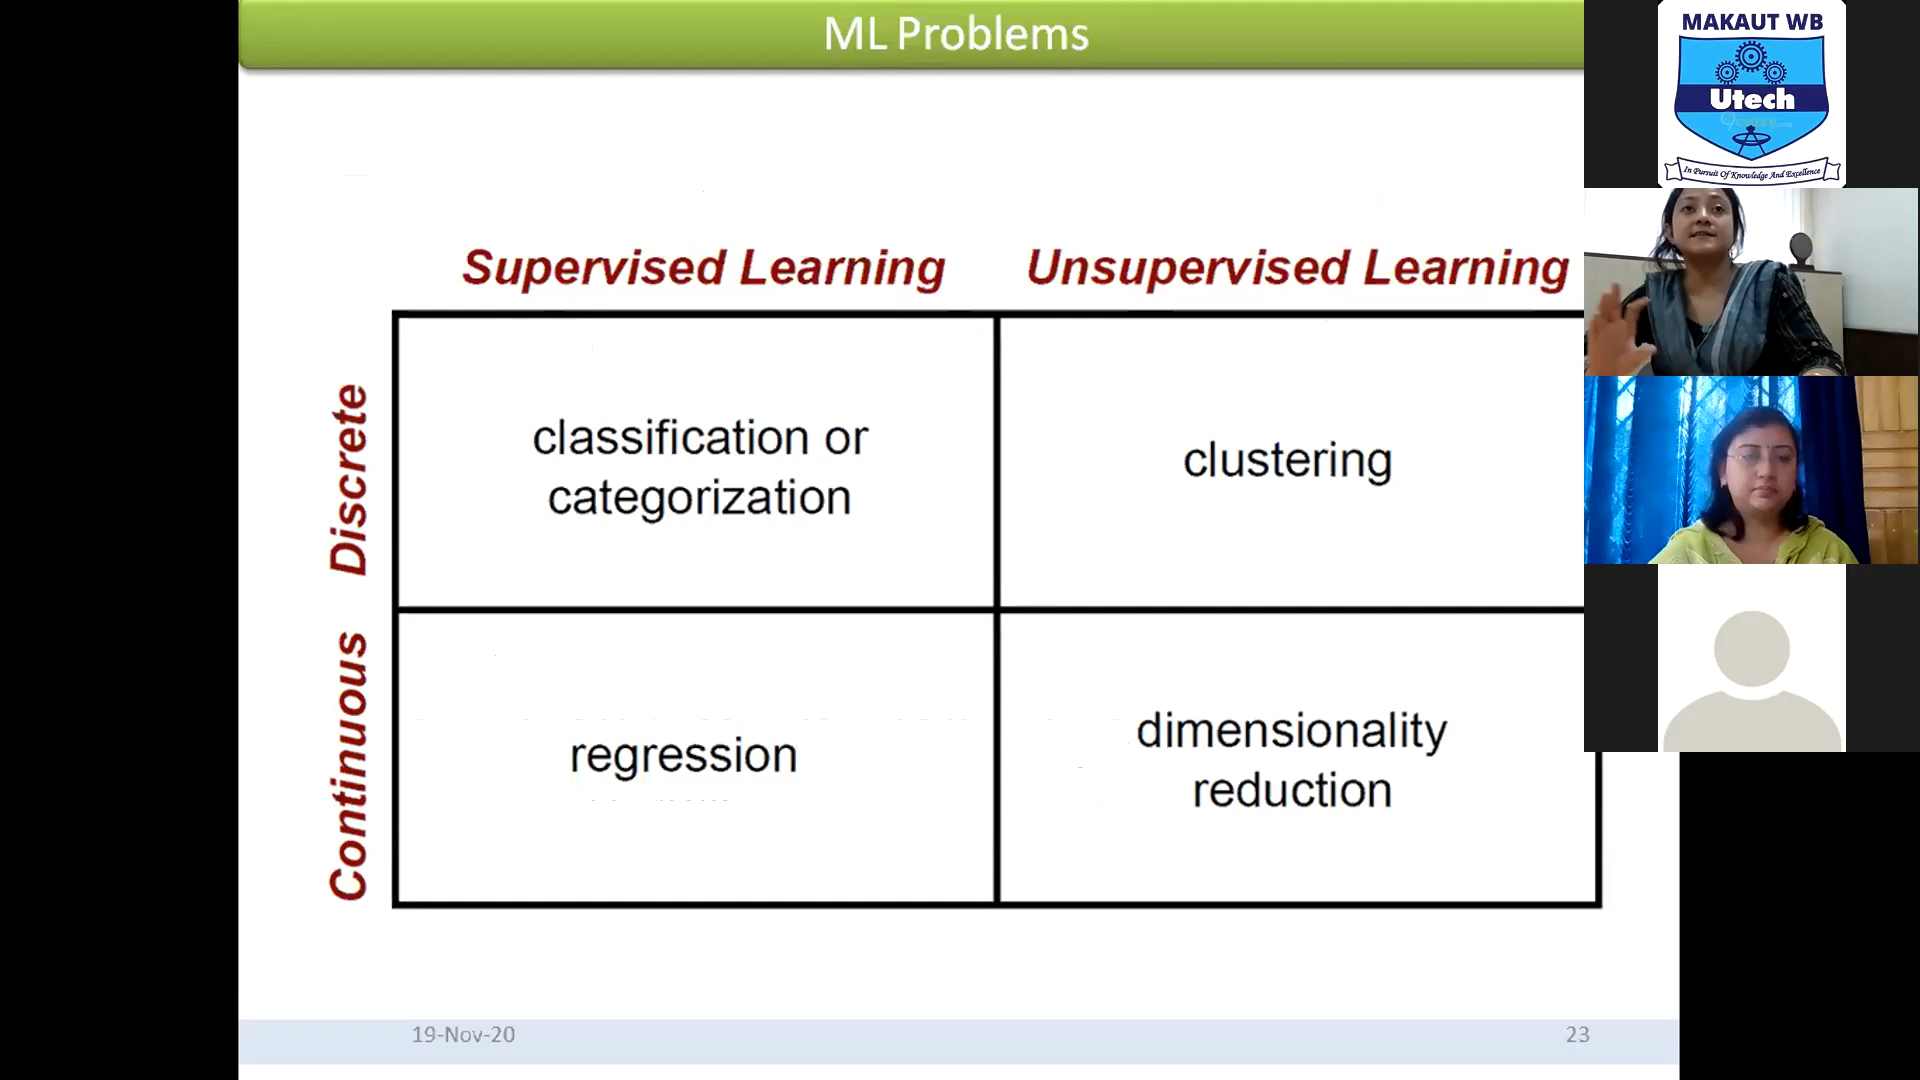 ML Problems
MAKAUT WB
Utech
In Pursuit Of Knowledge And Excellence
Supervised Learning
Unsupervised Learning
Discrete
classification or
categorization
clustering
Continuous
regression
dimensionality
reduction
19-Nov-20
23